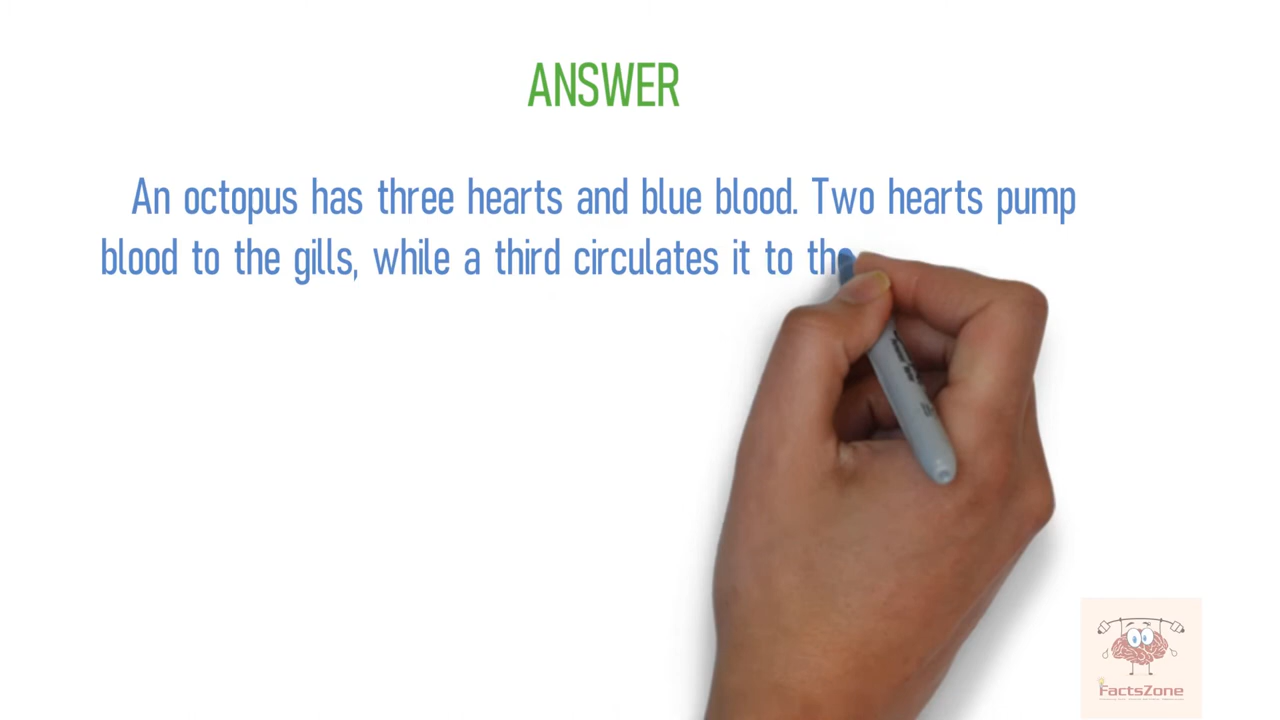 ANSWER
An octopus has three hearts and blue blood. Two hearts pump
blood to the gills, while a third circulates it to the
FactsZone